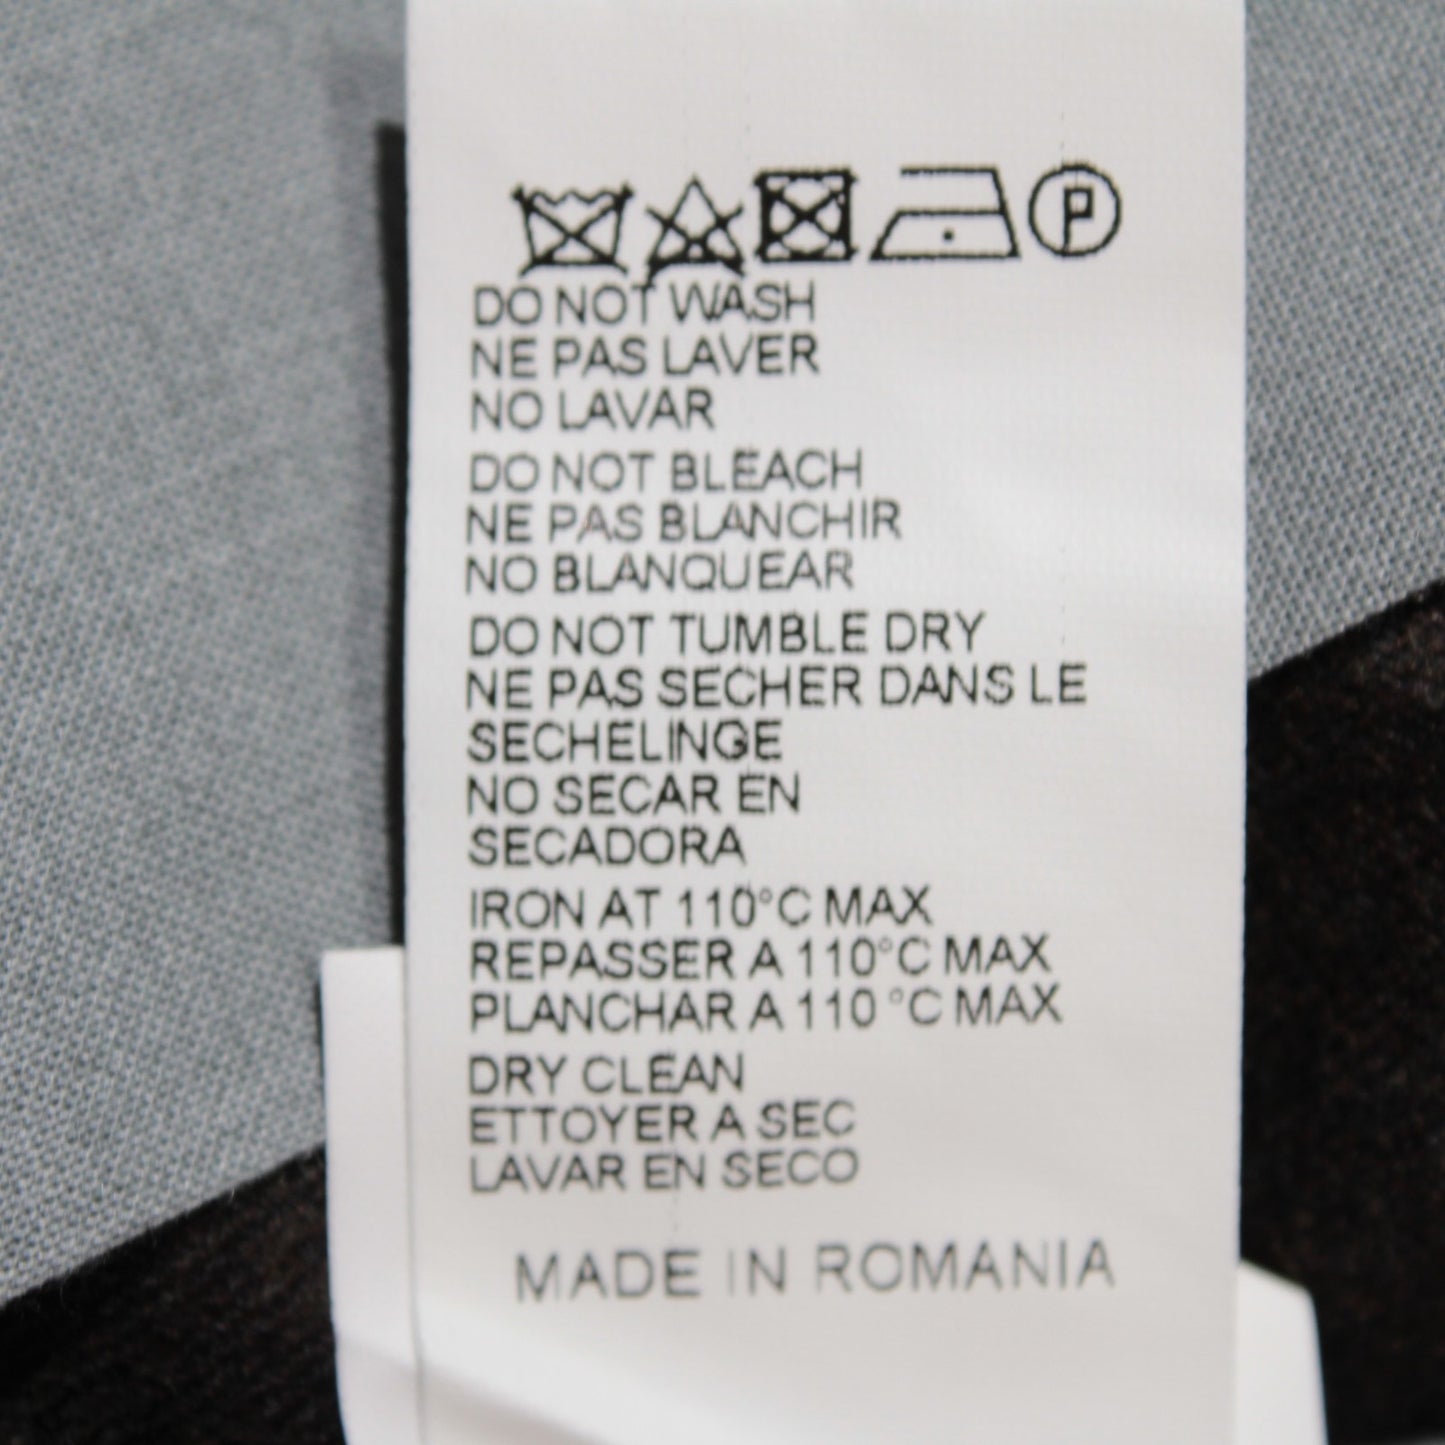 P
DO NOT WASH
NE PAS LAVER
NO LAVAR
DO NOT BLEACH
NE PAS BLANCHIR
NO BLANQUEAR
DO NOT TUMBLE DRY
NE PAS SECHER DANS LE
SECHELINGE
NO SECAR EN
SECADORA
IRON AT 110°C MAX
REPASSER A 110°C MAX
PLANCHAR A 110 °C MAX
DRY CLEAN
ETTOYER A SEC
LAVAR EN SECO
MADE IN ROMANIA